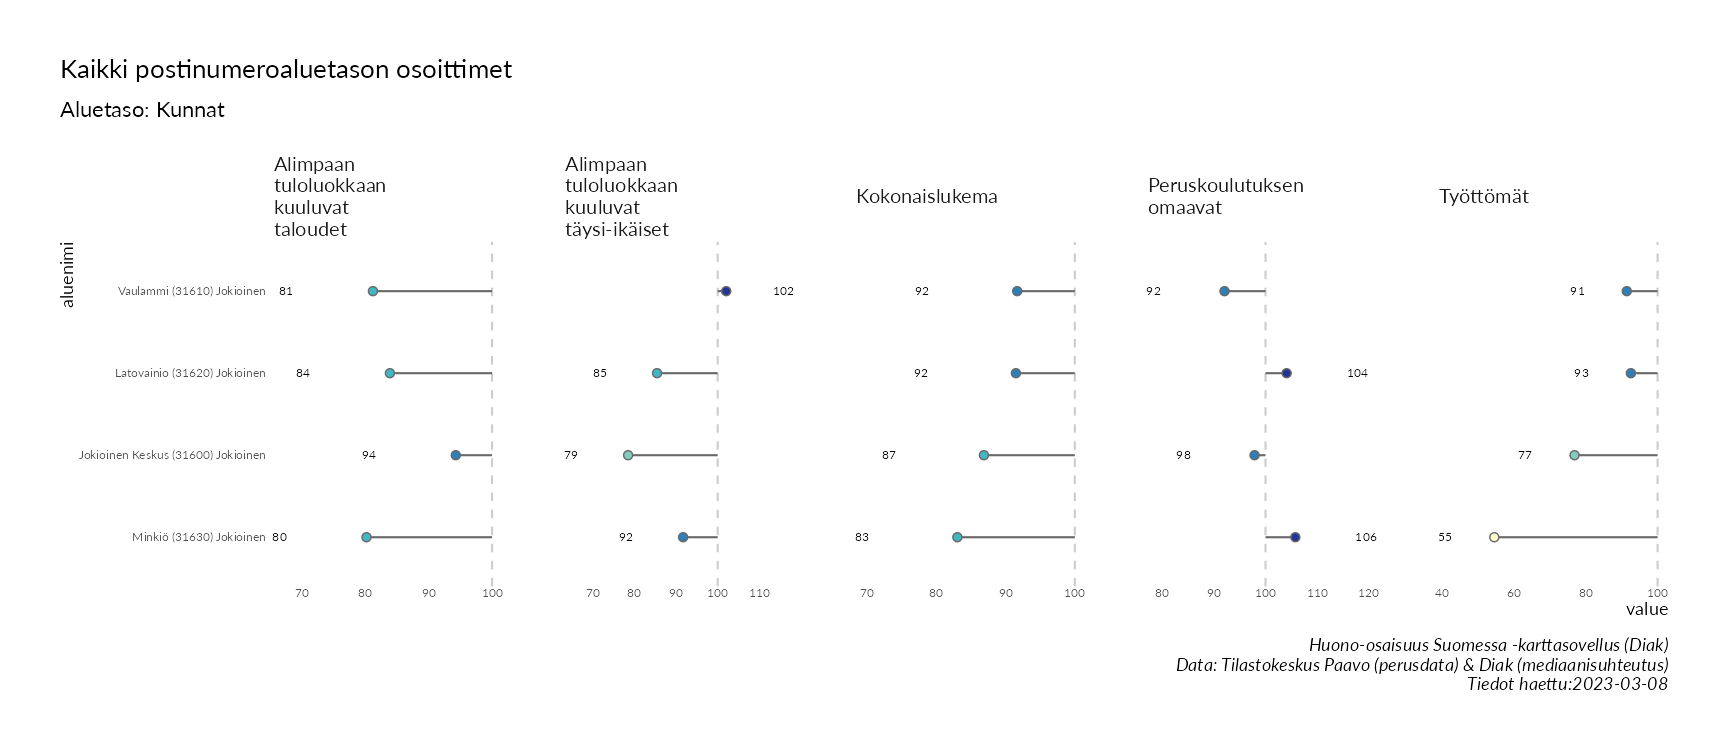 Kaikki postinumeroaluetason osoittimet
Aluetaso: Kunnat
Alimpaan
tuloluokkaan
kuuluvat
taloudet
Alimpaan
tuloluokkaan
kuuluvat
täysi-ikäiset
Kokonaislukema
Peruskoulutuksen
omaavat
Työttömät
aluenimi
Vaulammi (31610) Jokioinen 81 102 92 92 91
Latovainio (31620) Jokioinen 84 85 92 104 93
Jokioinen Keskus (31600) Jokioinen 94 79 87 98 77
Minkiö (31630) Jokioinen 80 92 83 106 55
70 80 90 100 70 80 90 100 110 70 80 90 100 80 90 100 110 120 40 60 80 100
value
Huono-osaisuus Suomessa -karttasovellus (Diak)
Data: Tilastokeskus Paavo (perusdata) & Diak (mediaanisuhteutus)
Tiedot haettu:2023-03-08